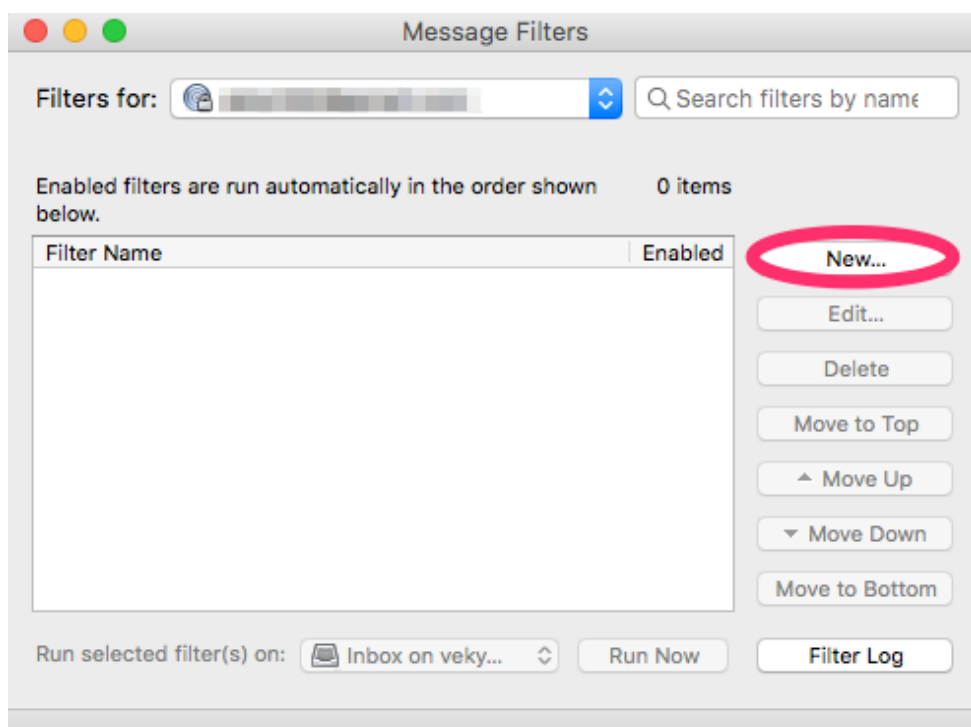 Message Filters
Filters for:
Search filters by name
Enabled filters are run automatically in the order shown
below.
0 items
Filter Name Enabled
New...
Edit...
Delete
Move to Top
Move Up
Move Down
Move to Bottom
Run selected filter(s) on: Inbox on veky... Run Now Filter Log